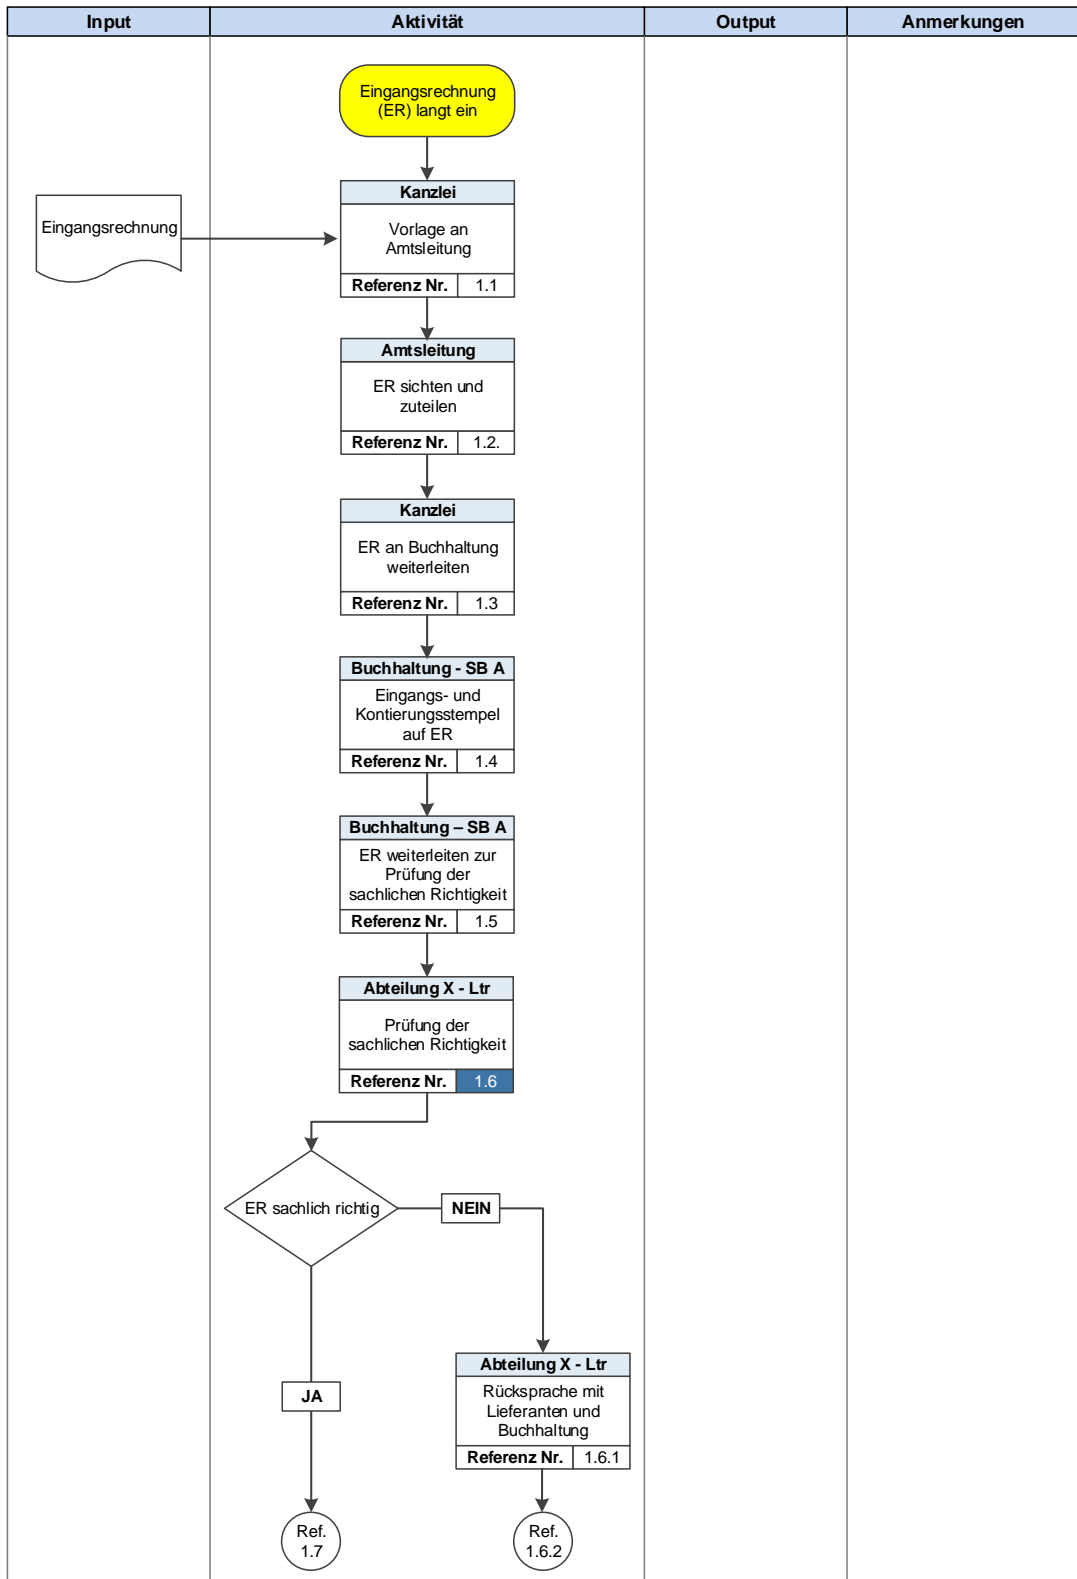 Input
Aktivität
Output
Anmerkungen
Eingangsrechnung
(ER) langt ein
Kanzlei
Eingangsrechnung
Vorlage an
Amtsleitung
Referenz Nr. 1.1
Amtsleitung
ER sichten und
zuteilen
Referenz Nr. 1.2.
Kanzlei
ER an Buchhaltung
weiterleiten
Referenz Nr. 1.3
Buchhaltung - SB A
Eingangs- und
Kontierungsstempel
auf ER
Referenz Nr. 1.4
Buchhaltung – SB A
ER weiterleiten zur
Prüfung der
sachlichen Richtigkeit
Referenz Nr. 1.5
Abteilung X - Ltr
Prüfung der
sachlichen Richtigkeit
Referenz Nr. 1.6
ER sachlich richtig
NEIN
JA
Abteilung X - Ltr
Rücksprache mit
Lieferanten und
Buchhaltung
Referenz Nr. 1.6.1
Ref.
1.7
Ref.
1.6.2